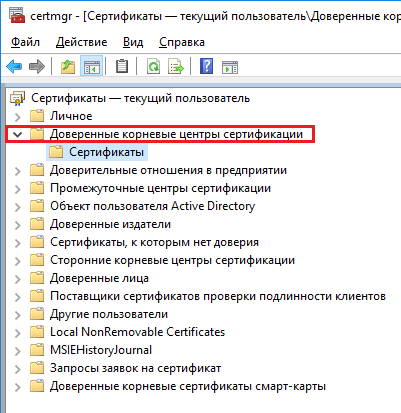 certmgr - [Сертификаты — текущий пользователь\Доверенные кор
Файл Действие Вид Справка
Сертификаты — текущий пользователь
Личное
Доверенные корневые центры сертификации
Сертификаты
Доверительные отношения в предприятии
Промежуточные центры сертификации
Объект пользователя Active Directory
Доверенные издатели
Сертификаты, к которым нет доверия
Сторонние корневые центры сертификации
Доверенные лица
Поставщики сертификатов проверки подлинности клиентов
Другие пользователи
Local NonRemovable Certificates
MSIEHistoryJournal
Запросы заявок на сертификат
Доверенные корневые сертификаты смарт-карты